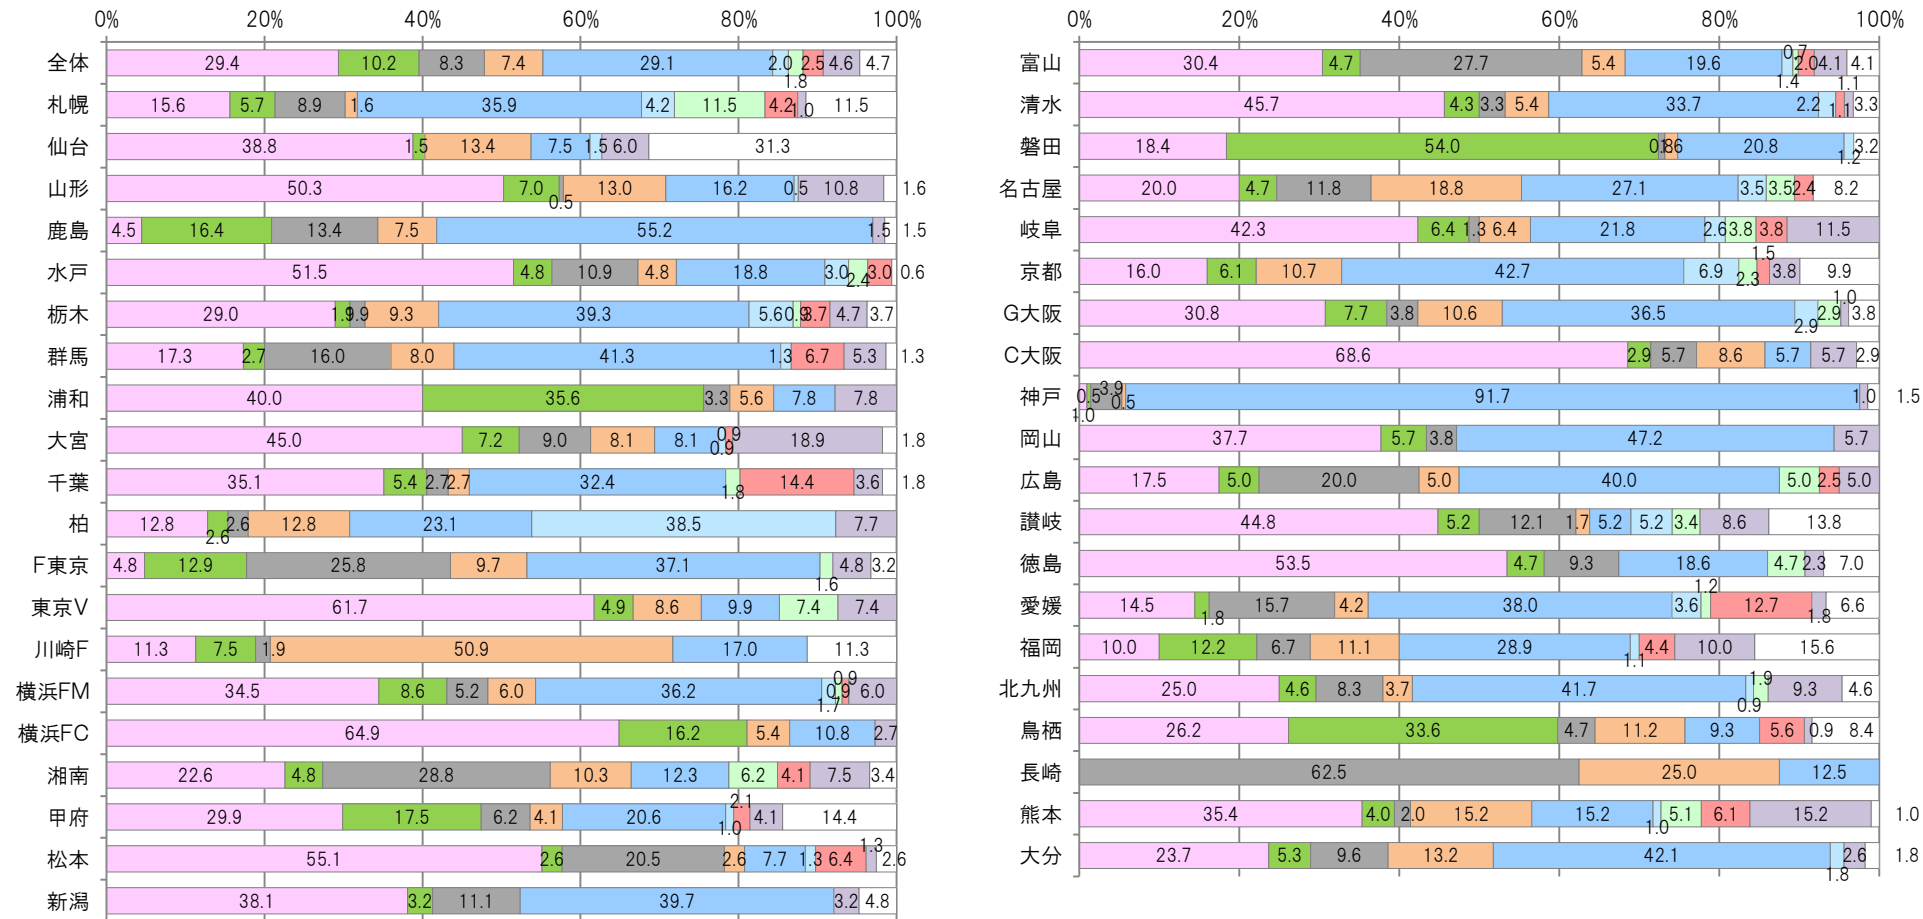 0% 20% 40% 60% 80% 100%
全体 29.4 10.2 8.3 7.4 29.1 2.0 1.8 2.5 4.6 4.7
札幌 15.6 5.7 8.9 1.6 35.9 4.2 11.5 4.2 1.0 11.5
仙台 38.8 1.5 13.4 7.5 1.5 6.0 31.3
山形 50.3 7.0 0.5 13.0 16.2 0.5 10.8 1.6
鹿島 4.5 16.4 13.4 7.5 55.2 1.5 1.5
水戸 51.5 4.8 10.9 4.8 18.8 3.0 2.4 3.0 0.6
栃木 29.0 1.9 1.9 9.3 39.3 5.6 0.9 3.7 4.7 3.7
群馬 17.3 2.7 16.0 8.0 41.3 1.3 6.7 5.3 1.3
浦和 40.0 35.6 3.3 5.6 7.8 7.8
大宮 45.0 7.2 9.0 8.1 8.1 0.9 0.9 18.9 1.8
千葉 35.1 5.4 2.7 2.7 32.4 1.8 14.4 3.6 1.8
柏 12.8 2.6 2.6 12.8 23.1 38.5 7.7
F東京 4.8 12.9 25.8 9.7 37.1 1.6 4.8 3.2
東京V 61.7 4.9 8.6 9.9 7.4 7.4
川崎F 11.3 7.5 1.9 50.9 17.0 11.3
横浜FM 34.5 8.6 5.2 6.0 36.2 1.7 0.9 0.9 6.0
横浜FC 64.9 16.2 5.4 10.8 2.7
湘南 22.6 4.8 28.8 10.3 12.3 6.2 4.1 7.5 3.4
甲府 29.9 17.5 6.2 4.1 20.6 1.0 2.1 4.1 14.4
松本 55.1 2.6 20.5 2.6 7.7 1.3 6.4 1.3 2.6
新潟 38.1 3.2 11.1 39.7 3.2 4.8
0% 20% 40% 60% 80% 100%
富山 30.4 4.7 27.7 5.4 19.6 1.4 0.7 2.0 4.1 4.1
清水 45.7 4.3 3.3 5.4 33.7 2.2 1.1 1.1 3.3
磐田 18.4 54.0 0.8 1.6 20.8 1.2 3.2
名古屋 20.0 4.7 11.8 18.8 27.1 3.5 3.5 2.4 8.2
岐阜 42.3 6.4 1.3 6.4 21.8 2.6 3.8 3.8 11.5
京都 16.0 6.1 10.7 42.7 6.9 2.3 1.5 3.8 9.9
G大阪 30.8 7.7 3.8 10.6 36.5 2.9 2.9 1.0 3.8
C大阪 68.6 2.9 5.7 8.6 5.7 5.7 2.9
神戸 1.0 0.5 3.9 0.5 91.7 1.0 1.5
岡山 37.7 5.7 3.8 47.2 5.7
広島 17.5 5.0 20.0 5.0 40.0 5.0 2.5 5.0
讃岐 44.8 5.2 12.1 1.7 5.2 5.2 3.4 8.6 13.8
徳島 53.5 4.7 9.3 18.6 4.7 2.3 7.0
愛媛 14.5 1.8 15.7 4.2 38.0 3.6 1.2 12.7 1.8 6.6
福岡 10.0 12.2 6.7 11.1 28.9 1.1 4.4 10.0 15.6
北九州 25.0 4.6 8.3 3.7 41.7 0.9 1.9 9.3 4.6
鳥栖 26.2 33.6 4.7 11.2 9.3 5.6 0.9 8.4
長崎 62.5 25.0 12.5
熊本 35.4 4.0 2.0 15.2 15.2 1.0 5.1 6.1 15.2 1.0
大分 23.7 5.3 9.6 13.2 42.1 1.8 2.6 1.8